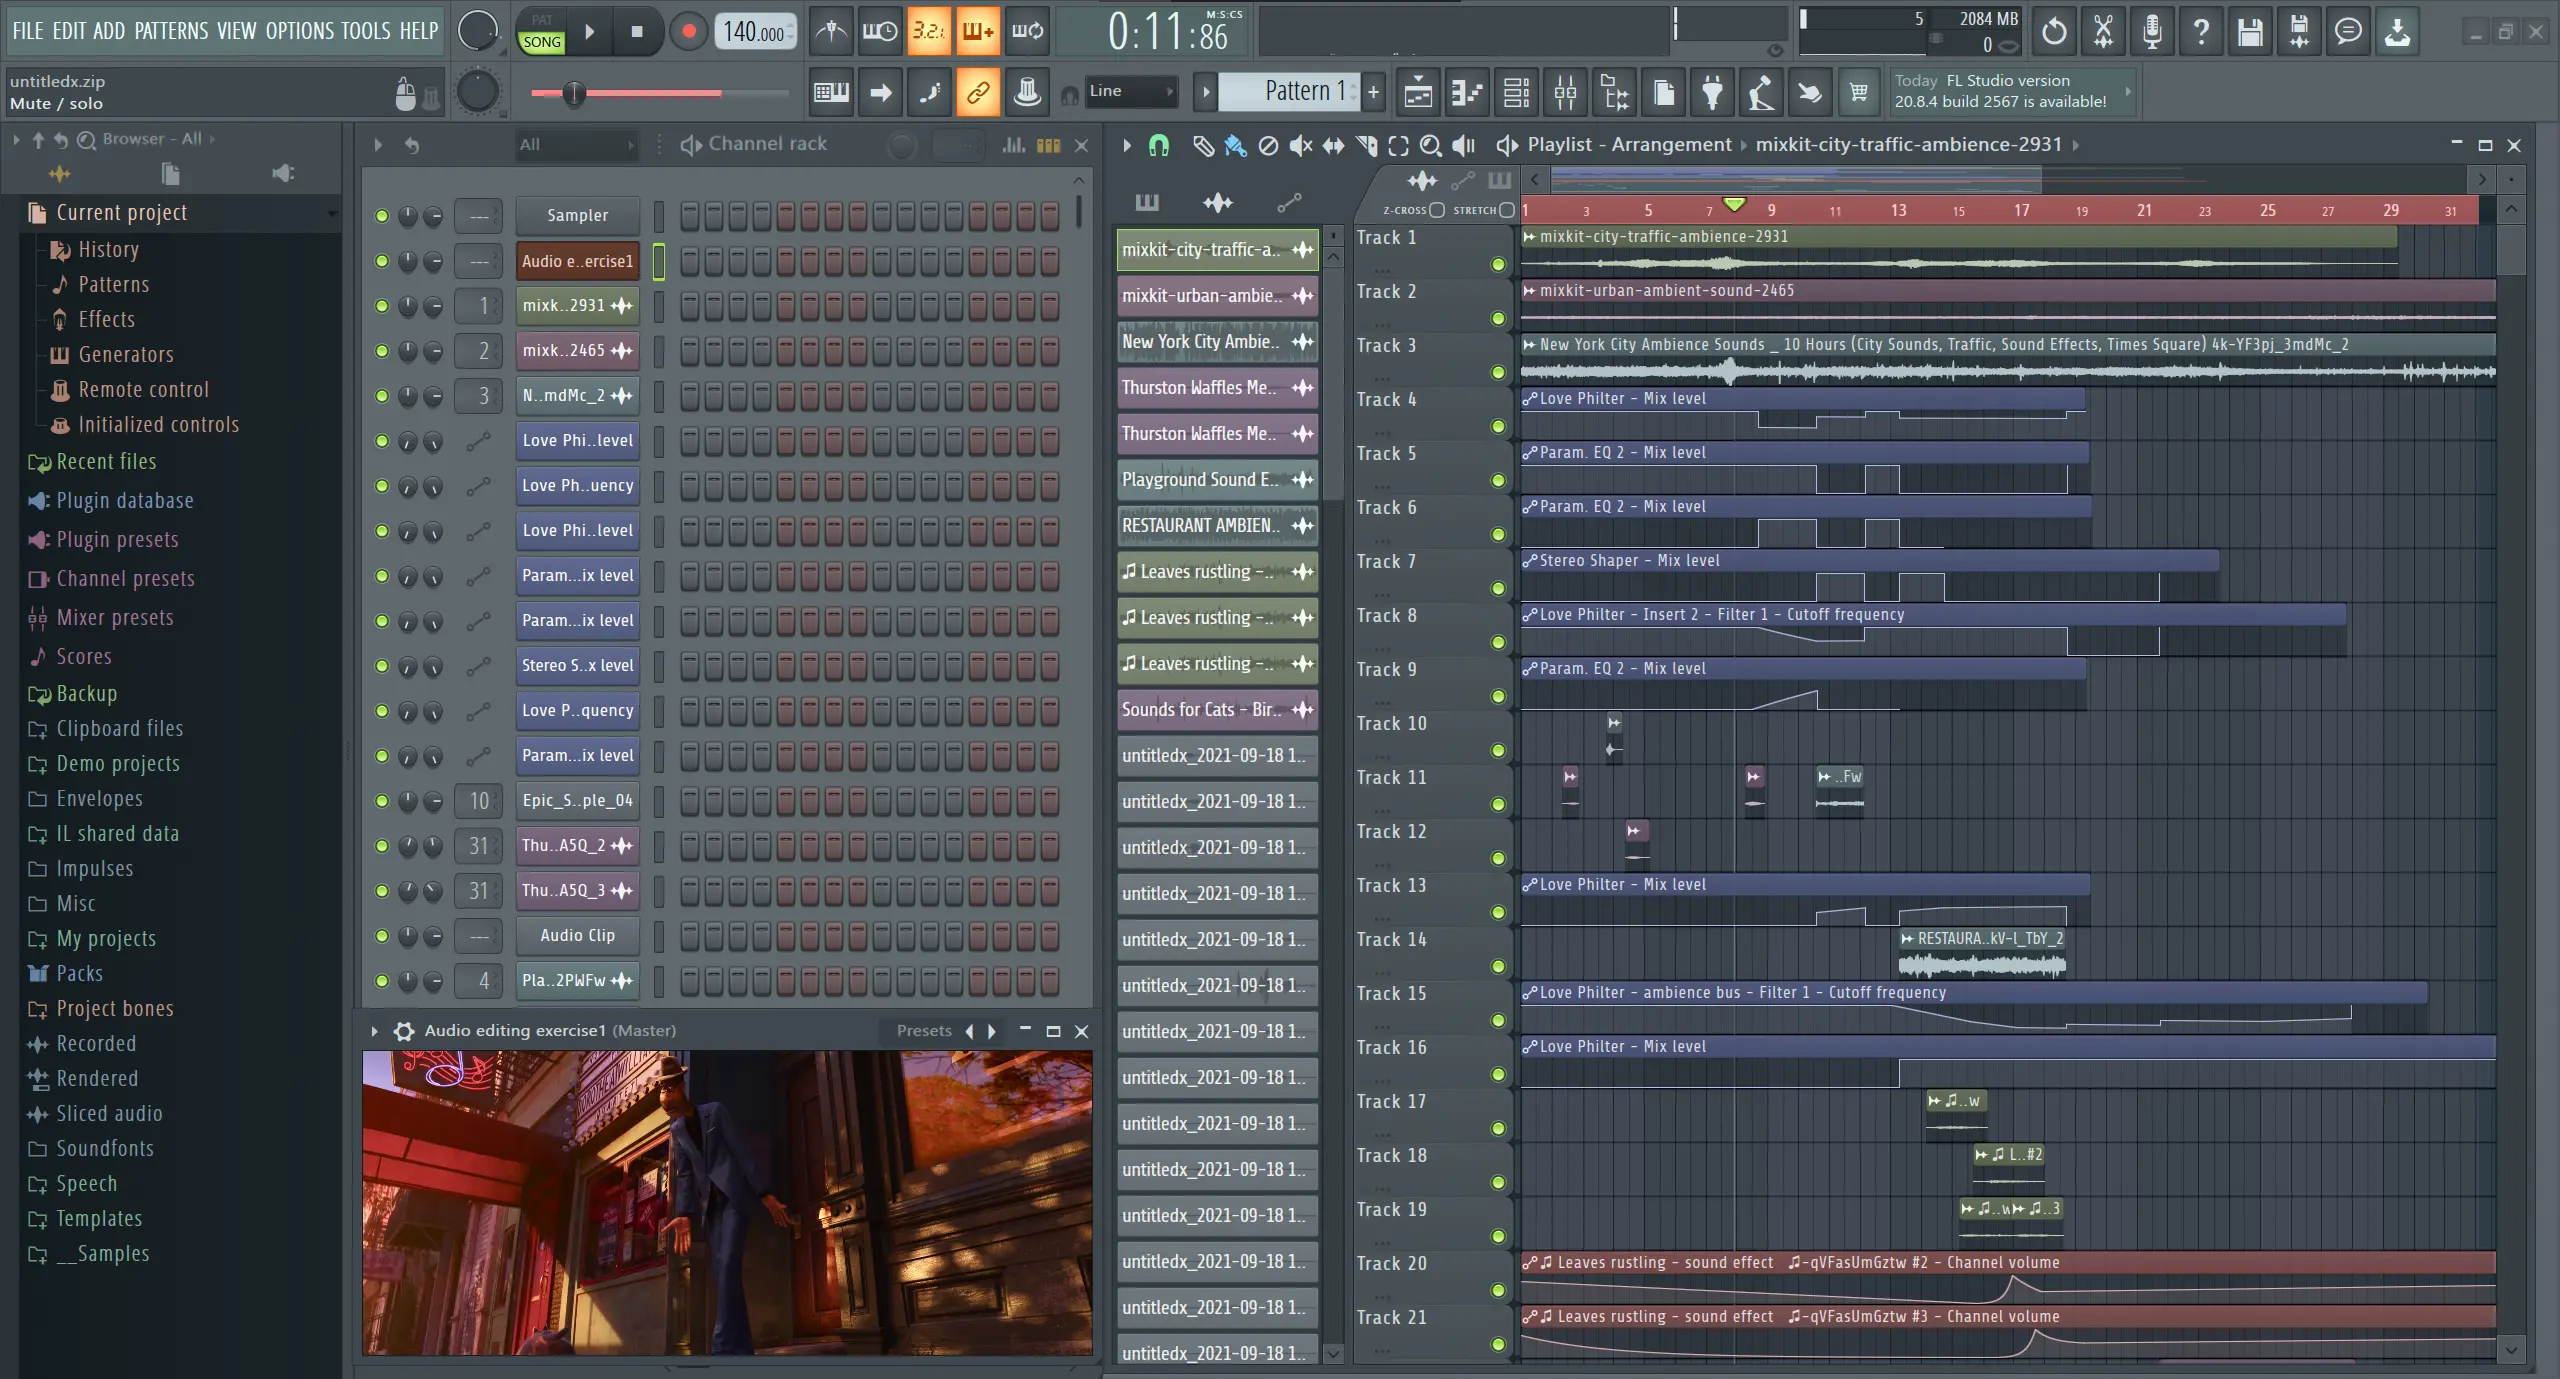 FILE EDIT ADD PATTERNS VIEW OPTIONS TOOLS HELP
PAT
SONG
140.000
3.2.
0:11:86
M:S:CS
5
2084 MB
0
untitledx.zip
Mute / solo
Line
Pattern 1
+
Today FL Studio version
20.8.4 build 2567 is available!
Browser - All
Current project
History
Patterns
Effects
Generators
Remote control
Initialized controls
Recent files
Plugin database
Plugin presets
Channel presets
Mixer presets
Scores
Backup
Clipboard files
Demo projects
Envelopes
IL shared data
Impulses
Misc
My projects
Packs
Project bones
Recorded
Rendered
Sliced audio
Soundfonts
Speech
Templates
__Samples
All
Channel rack
--- Sampler
--- Audio e..ercise1
1 mixk..2931
2 mixk..2465
3 N..mdMc_2
Love Phi..level
Love Ph..uency
Love Phi..level
Param...ix level
Param...ix level
Stereo S..x level
Love P..quency
Param...ix level
10 Epic_S..ple_04
31 Thu..A5Q_2
31 Thu..A5Q_3
--- Audio Clip
4 Pla..2PWFw
Audio editing exercise1 (Master)
Presets
Playlist - Arrangement
mixkit-city-traffic-ambience-2931
mixkit-city-traffic-a..
mixkit-urban-ambie..
New York City Ambie..
Thurston Waffles Me..
Thurston Waffles Me..
Playground Sound E..
RESTAURANT AMBIEN..
♫ Leaves rustling -..
♫ Leaves rustling -..
♫ Leaves rustling -..
Sounds for Cats - Bir..
untitledx_2021-09-18 1..
untitledx_2021-09-18 1..
untitledx_2021-09-18 1..
untitledx_2021-09-18 1..
untitledx_2021-09-18 1..
untitledx_2021-09-18 1..
untitledx_2021-09-18 1..
untitledx_2021-09-18 1..
untitledx_2021-09-18 1..
untitledx_2021-09-18 1..
untitledx_2021-09-18 1..
untitledx_2021-09-18 1..
untitledx_2021-09-18 1..
untitledx_2021-09-18 1..
Z-CROSS STRETCH
1 3 5 7 9 11 13 15 17 19 21 23 25 27 29 31
Track 1
mixkit-city-traffic-ambience-2931
Track 2
mixkit-urban-ambient-sound-2465
Track 3
New York City Ambience Sounds _ 10 Hours (City Sounds, Traffic, Sound Effects, Times Square) 4k-YF3pj_3mdMc_2
Track 4
Love Philter - Mix level
Track 5
Param. EQ 2 - Mix level
Track 6
Param. EQ 2 - Mix level
Track 7
Stereo Shaper - Mix level
Track 8
Love Philter - Insert 2 - Filter 1 - Cutoff frequency
Track 9
Param. EQ 2 - Mix level
Track 10
Track 11
..Fw
Track 12
Track 13
Love Philter - Mix level
Track 14
RESTAURA..kV-l_TbY_2
Track 15
Love Philter - ambience bus - Filter 1 - Cutoff frequency
Track 16
Love Philter - Mix level
Track 17
♫..w
Track 18
♫ L..#2
Track 19
♫..w ♫..3
Track 20
♫ Leaves rustling - sound effect ♫-qVFasUmGztw #2 - Channel volume
Track 21
♫ Leaves rustling - sound effect ♫-qVFasUmGztw #3 - Channel volume